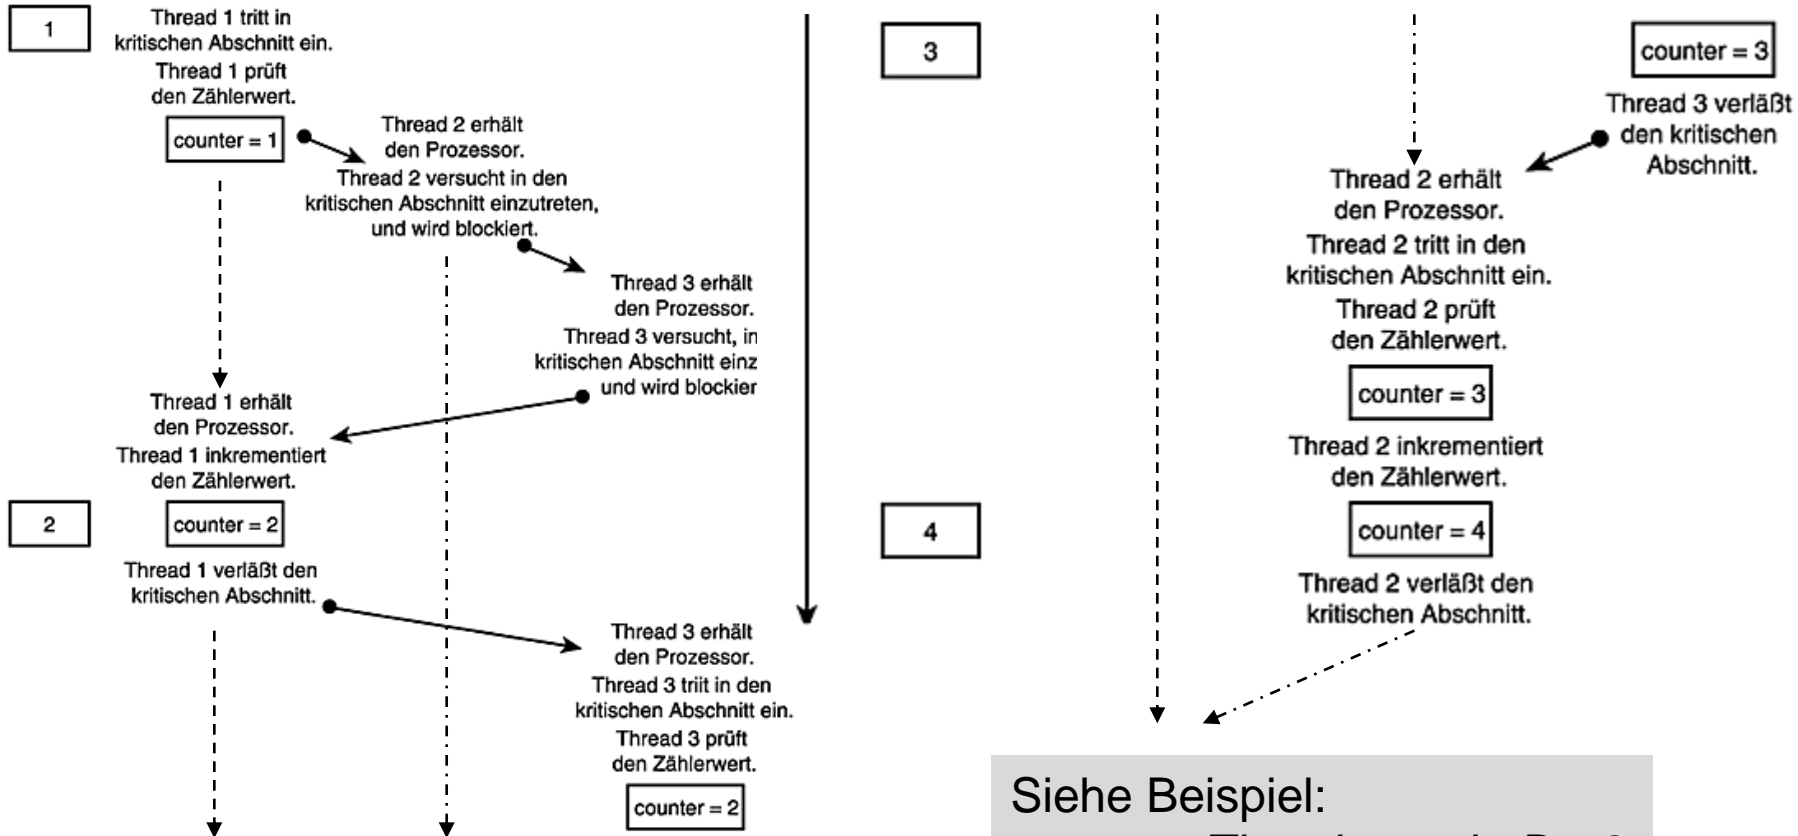 1
Thread 1 tritt in
kritischen Abschnitt ein.
Thread 1 prüft
den Zählerwert.
counter = 1
Thread 2 erhält
den Prozessor.
Thread 2 versucht in den
kritischen Abschnitt einzutreten,
und wird blockiert.
Thread 3 erhält
den Prozessor.
Thread 3 versucht, in
kritischen Abschnitt einz
und wird blockier
Thread 1 erhält
den Prozessor.
Thread 1 inkrementiert
den Zählerwert.
2
counter = 2
Thread 1 verläßt den
kritischen Abschnitt.
Thread 3 erhält
den Prozessor.
Thread 3 triit in den
kritischen Abschnitt ein.
Thread 3 prüft
den Zählerwert.
counter = 2
3
counter = 3
Thread 3 verläßt
den kritischen
Abschnitt.
Thread 2 erhält
den Prozessor.
Thread 2 tritt in den
kritischen Abschnitt ein.
Thread 2 prüft
den Zählerwert.
counter = 3
Thread 2 inkrementiert
den Zählerwert.
4
counter = 4
Thread 2 verläßt den
kritischen Abschnitt.
Siehe Beispiel: